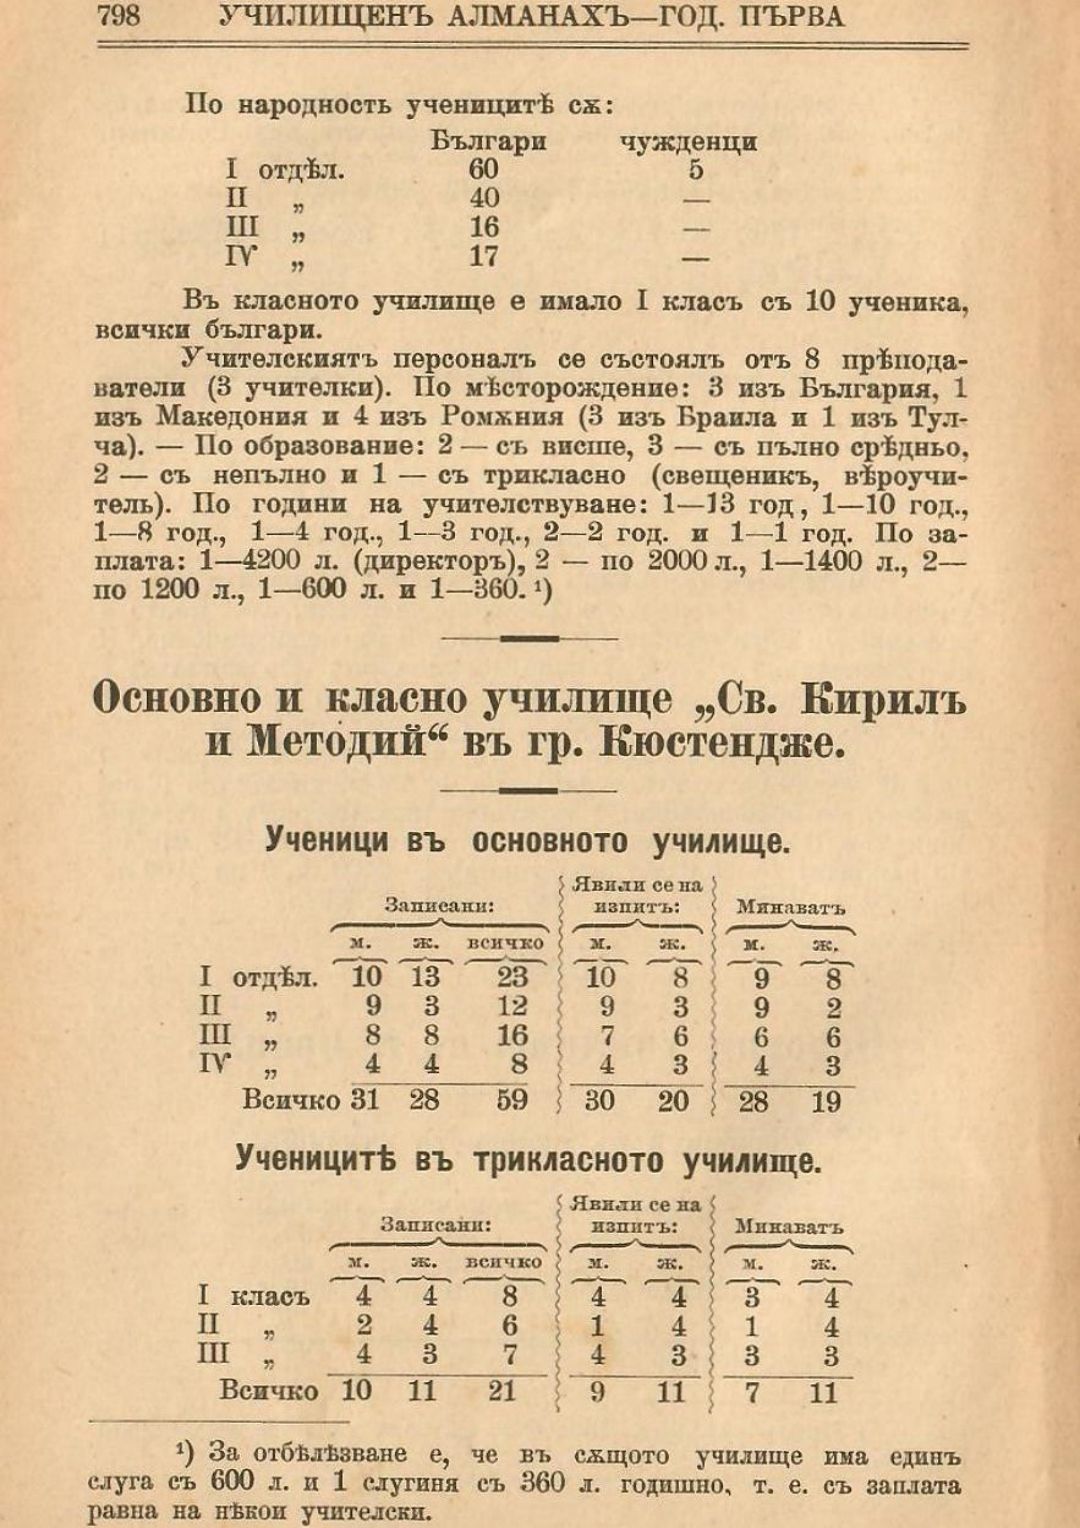 798 УЧИЛИЩЕНЪ АЛМАНАХЪ—ГОД. ПЪРВА
По народность ученицитѣ сѫ:
Българи чужденци
I отдѣл. 60 5
II „ 40 —
III „ 16 —
IV „ 17 —
Въ класното училище е имало I класъ съ 10 ученика,
всички българи.
Учителскиятъ персоналъ се състоялъ отъ 8 прѣпода-
ватели (3 учителки). По мѣсторождение: 3 изъ България, 1
изъ Македония и 4 изъ Ромѫния (3 изъ Браила и 1 изъ Тул-
ча). — По образование: 2 — съ висше, 3 — съ пълно срѣдньо,
2 — съ непълно и 1 — съ трикласно (свещеникъ, вѣроучи-
тель). По години на учителствуване: 1—13 год, 1—10 год.,
1—8 год., 1—4 год., 1—3 год., 2—2 год. и 1—1 год. По за-
плата: 1—4200 л. (директоръ), 2 — по 2000 л., 1—1400 л., 2—
по 1200 л., 1—600 л. и 1—360. ¹)
Основно и класно училище „Св. Кирилъ
и Методий“ въ гр. Кюстендже.
Ученици въ основното училище.
Явили се на
Записани: изпитъ: Минаватъ
м. ж. всичко м. ж. м. ж.
I отдѣл. 10 13 23 10 8 9 8
II „ 9 3 12 9 3 9 2
III „ 8 8 16 7 6 6 6
IV „ 4 4 8 4 3 4 3
Всичко 31 28 59 30 20 28 19
Ученицитѣ въ трикласното училище.
Явили се на
Записани: изпитъ: Минаватъ
м. ж. всичко м. ж. м. ж.
I класъ 4 4 8 4 4 3 4
II „ 2 4 6 1 4 1 4
III „ 4 3 7 4 3 3 3
Всичко 10 11 21 9 11 7 11
¹) За отбѣлѣзване е, че въ сѫщото училище има единъ
слуга съ 600 л. и 1 слугиня съ 360 л. годишно, т. е. съ заплата
равна на нѣкои учителски.